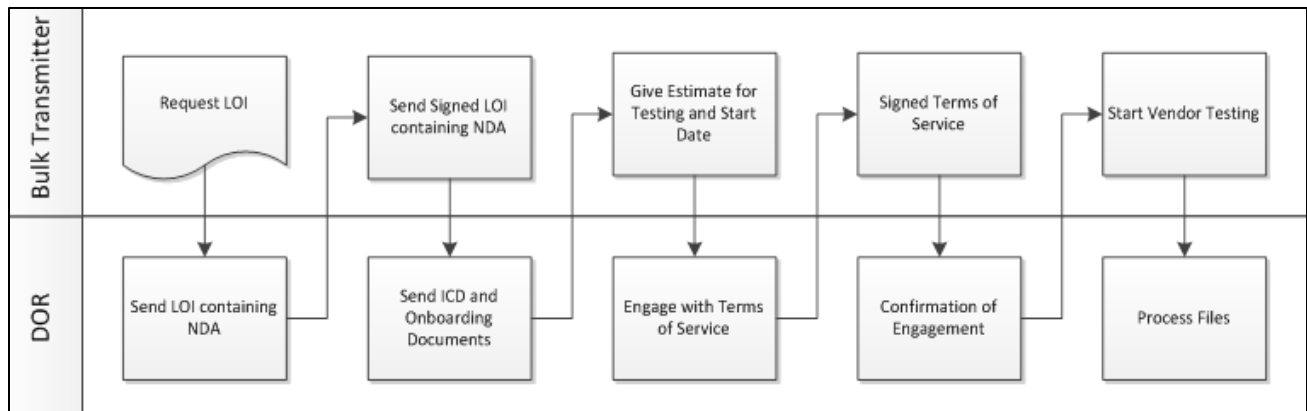 Bulk Transmitter
Request LOI
Send Signed LOI
containing NDA
Give Estimate for
Testing and Start
Date
Signed Terms of
Service
Start Vendor Testing
DOR
Send LOI containing
NDA
Send ICD and
Onboarding
Documents
Engage with Terms
of Service
Confirmation of
Engagement
Process Files